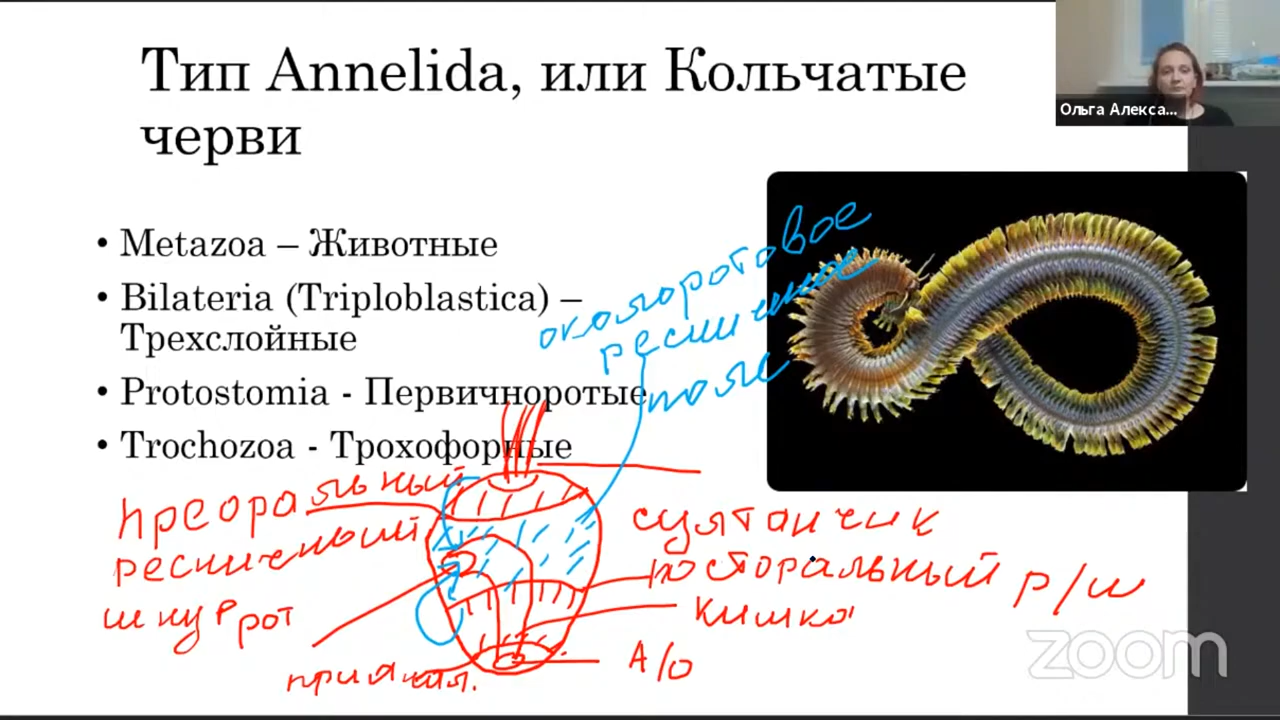 Тип Annelida, или Кольчатые
черви
Ольга Алекса...
• Metazoa – Животные
• Bilateria (Triploblastica) –
Трехслойные
• Protostomia - Первичноротые
• Trochozoa - Трохофорные
околоротовое
ресничное
поле
преоральный
ресничный
шнур
рот
султанчик
посторальный р/ш
кишка
А/О
zoom